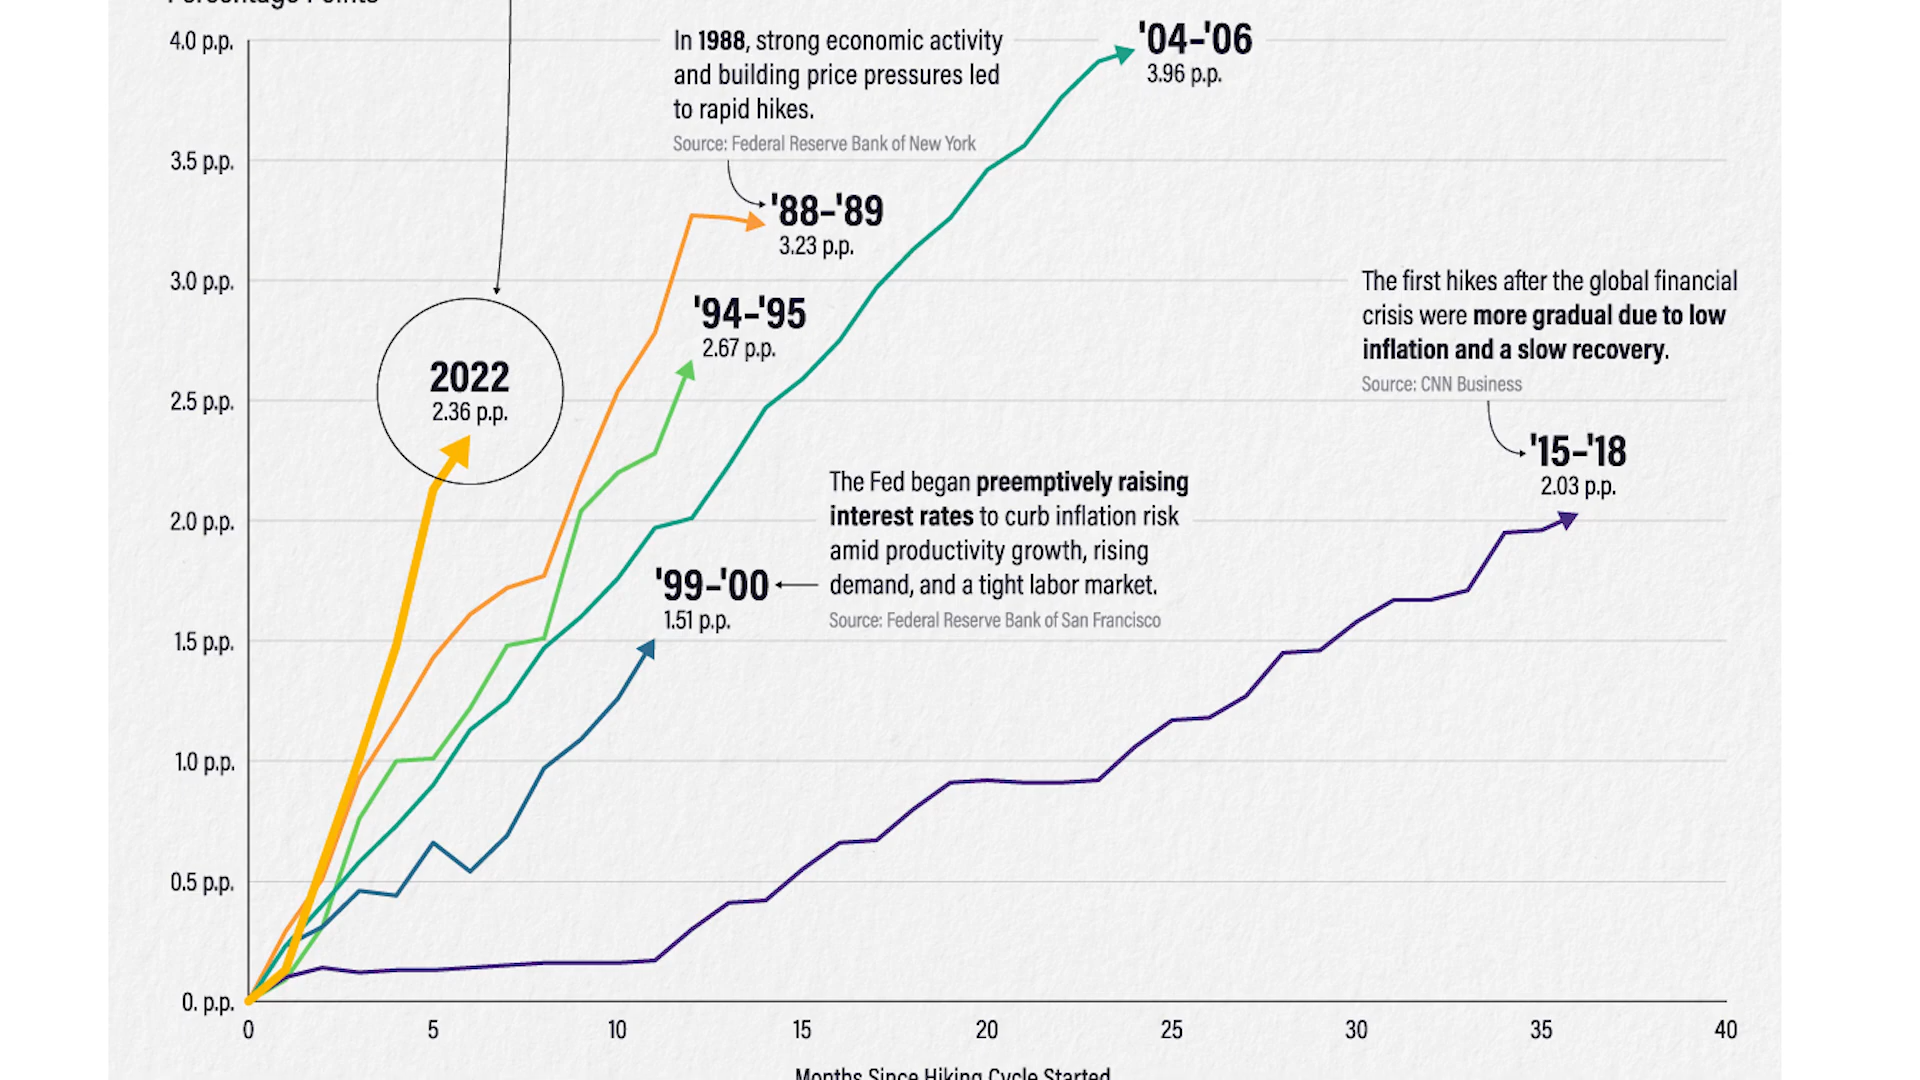 Percentage Points
4.0 p.p.
3.5 p.p.
3.0 p.p.
2.5 p.p.
2.0 p.p.
1.5 p.p.
1.0 p.p.
0.5 p.p.
0. p.p.
In 1988, strong economic activity
and building price pressures led
to rapid hikes.
Source: Federal Reserve Bank of New York
'04–'06
3.96 p.p.
'88–'89
3.23 p.p.
'94–'95
2.67 p.p.
2022
2.36 p.p.
The first hikes after the global financial
crisis were more gradual due to low
inflation and a slow recovery.
Source: CNN Business
'15–'18
2.03 p.p.
The Fed began preemptively raising
interest rates to curb inflation risk
amid productivity growth, rising
demand, and a tight labor market.
Source: Federal Reserve Bank of San Francisco
'99–'00
1.51 p.p.
0 5 10 15 20 25 30 35 40
Months Since Hiking Cycle Started